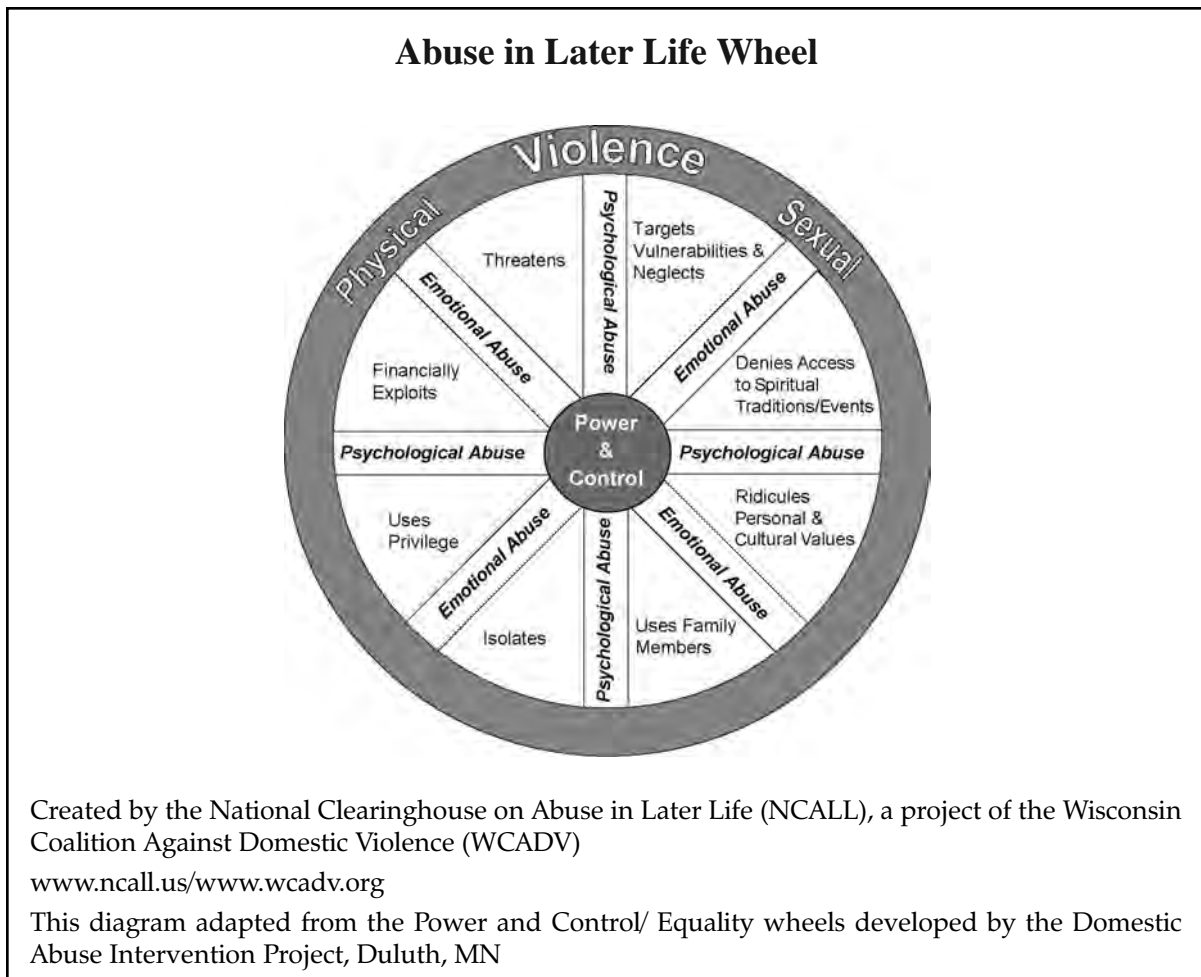 Abuse in Later Life Wheel
Physical
Violence
Sexual
Threatens
Psychological Abuse
Targets
Vulnerabilities &
Neglects
Emotional Abuse
Emotional Abuse
Financially
Exploits
Denies Access
to Spiritual
Traditions/Events
Psychological Abuse
Power
&
Control
Psychological Abuse
Uses
Privilege
Ridicules
Personal &
Cultural Values
Emotional Abuse
Emotional Abuse
Isolates
Psychological Abuse
Uses Family
Members
Created by the National Clearinghouse on Abuse in Later Life (NCALL), a project of the Wisconsin
Coalition Against Domestic Violence (WCADV)
www.ncall.us/www.wcadv.org
This diagram adapted from the Power and Control/ Equality wheels developed by the Domestic
Abuse Intervention Project, Duluth, MN